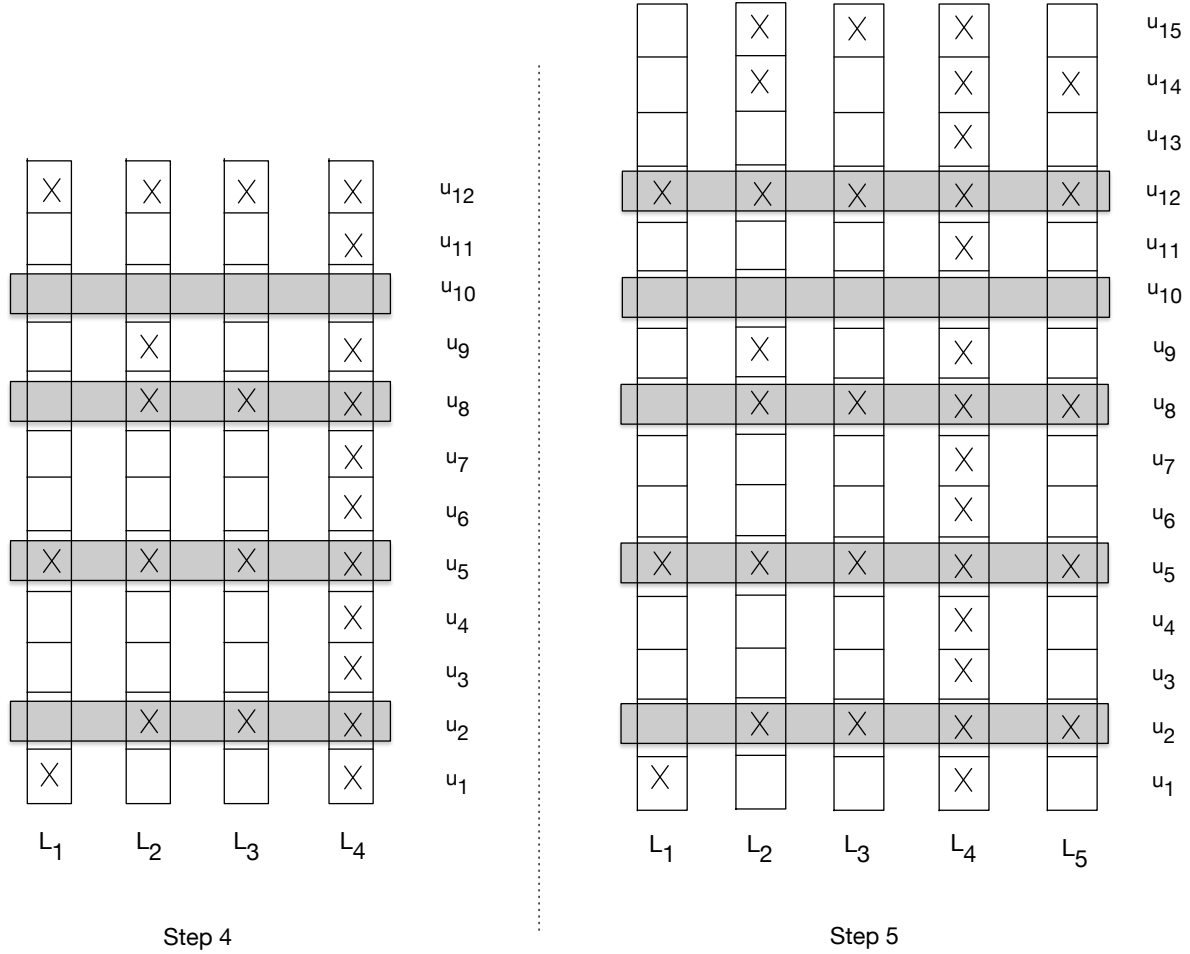 u15
u14
u13
X X X X u12 X X X X X u12
X u11 X u11
u10 u10
X X u9 X X u9
X X X u8 X X X X u8
X u7 X u7
X u6 X u6
X X X X u5 X X X X X u5
X u4 X u4
X u3 X u3
X X X u2 X X X X u2
X X u1 X X u1
L1 L2 L3 L4 L1 L2 L3 L4 L5
Step 4 Step 5